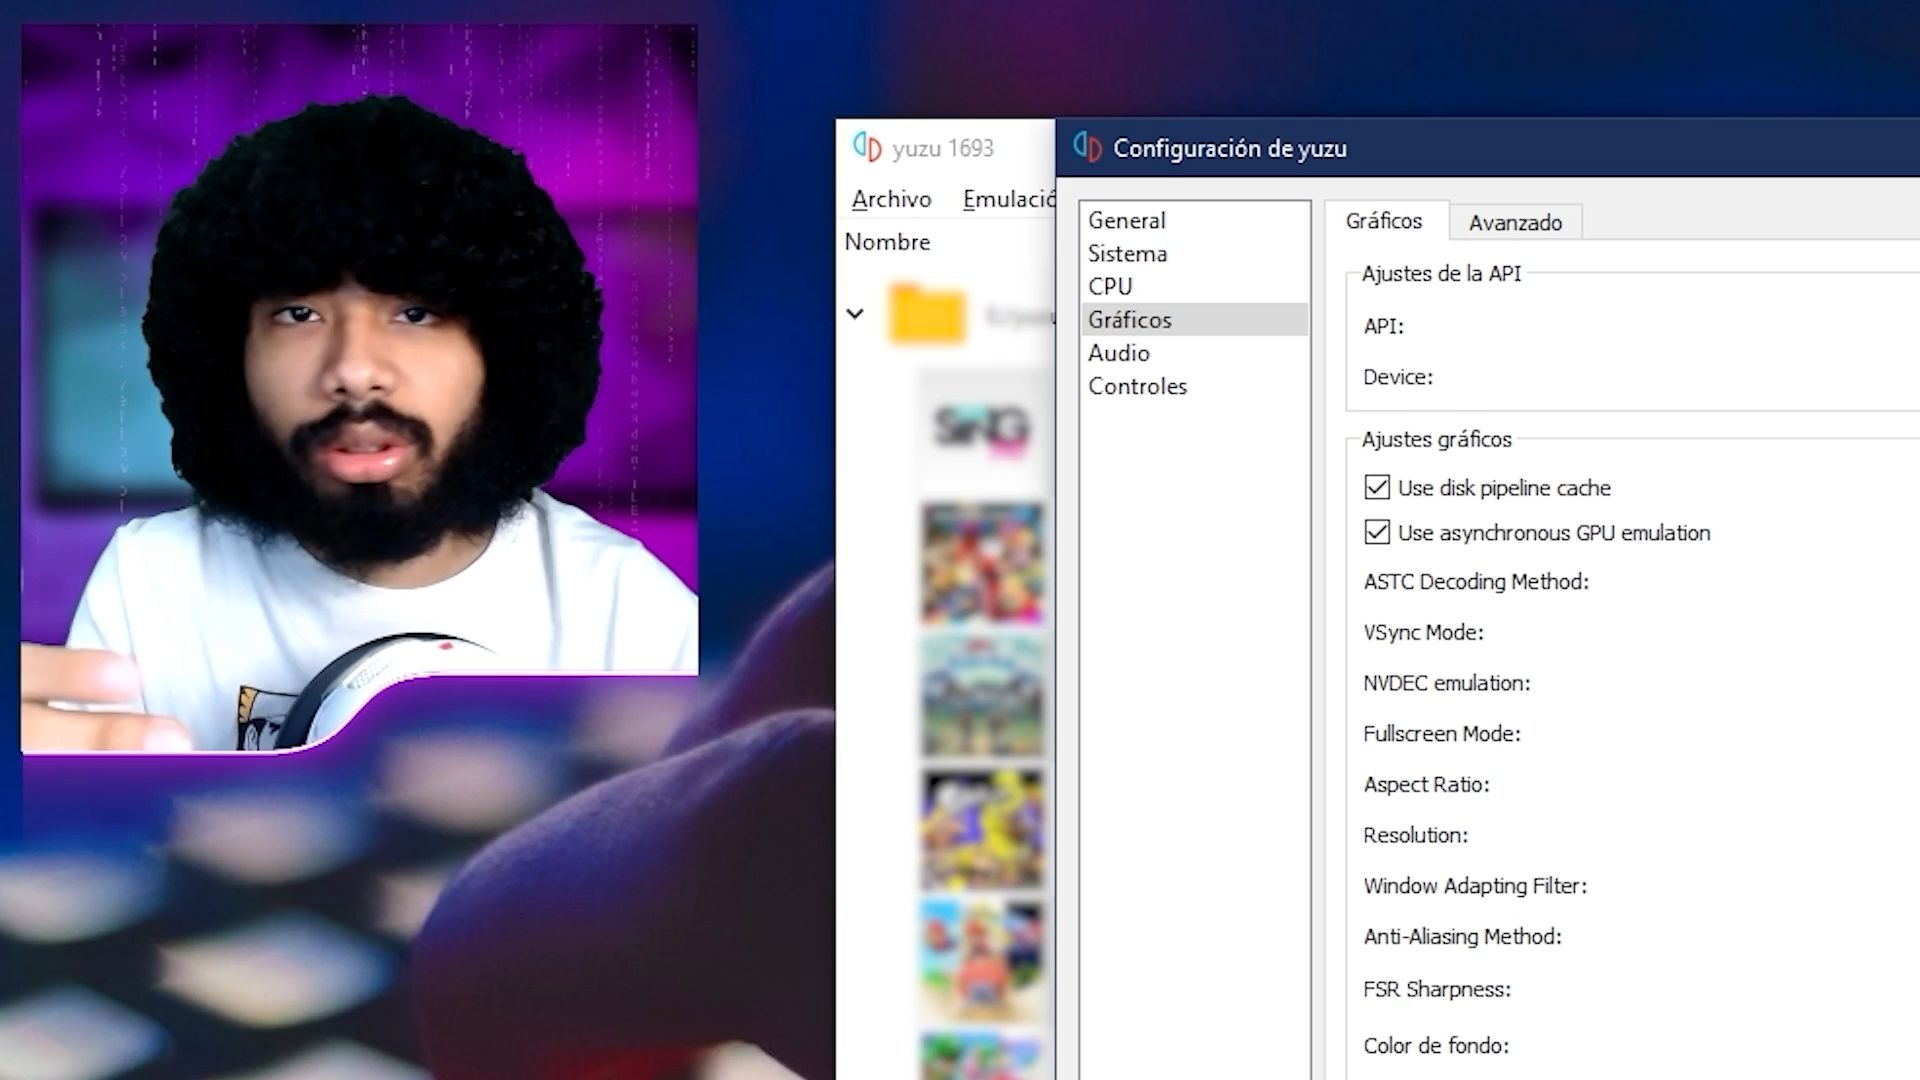 yuzu 1693
Archivo
Emulació
Nombre
SING
Configuración de yuzu
General
Sistema
CPU
Gráficos
Audio
Controles
Gráficos
Avanzado
Ajustes de la API
API:
Device:
Ajustes gráficos
Use disk pipeline cache
Use asynchronous GPU emulation
ASTC Decoding Method:
VSync Mode:
NVDEC emulation:
Fullscreen Mode:
Aspect Ratio:
Resolution:
Window Adapting Filter:
Anti-Aliasing Method:
FSR Sharpness:
Color de fondo: